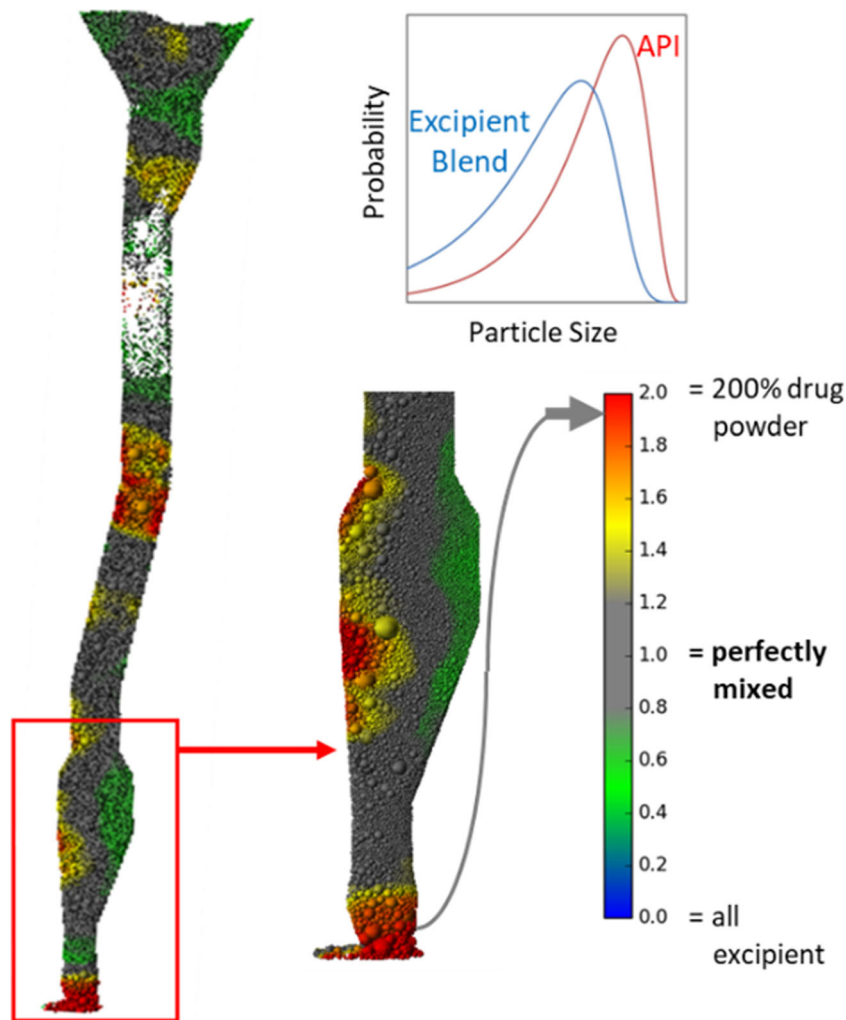 API
Excipient
Blend
Probability
Particle Size
2.0
1.8
1.6
1.4
1.2
1.0
0.8
0.6
0.4
0.2
0.0
= 200% drug
powder
= perfectly
mixed
= all
excipient